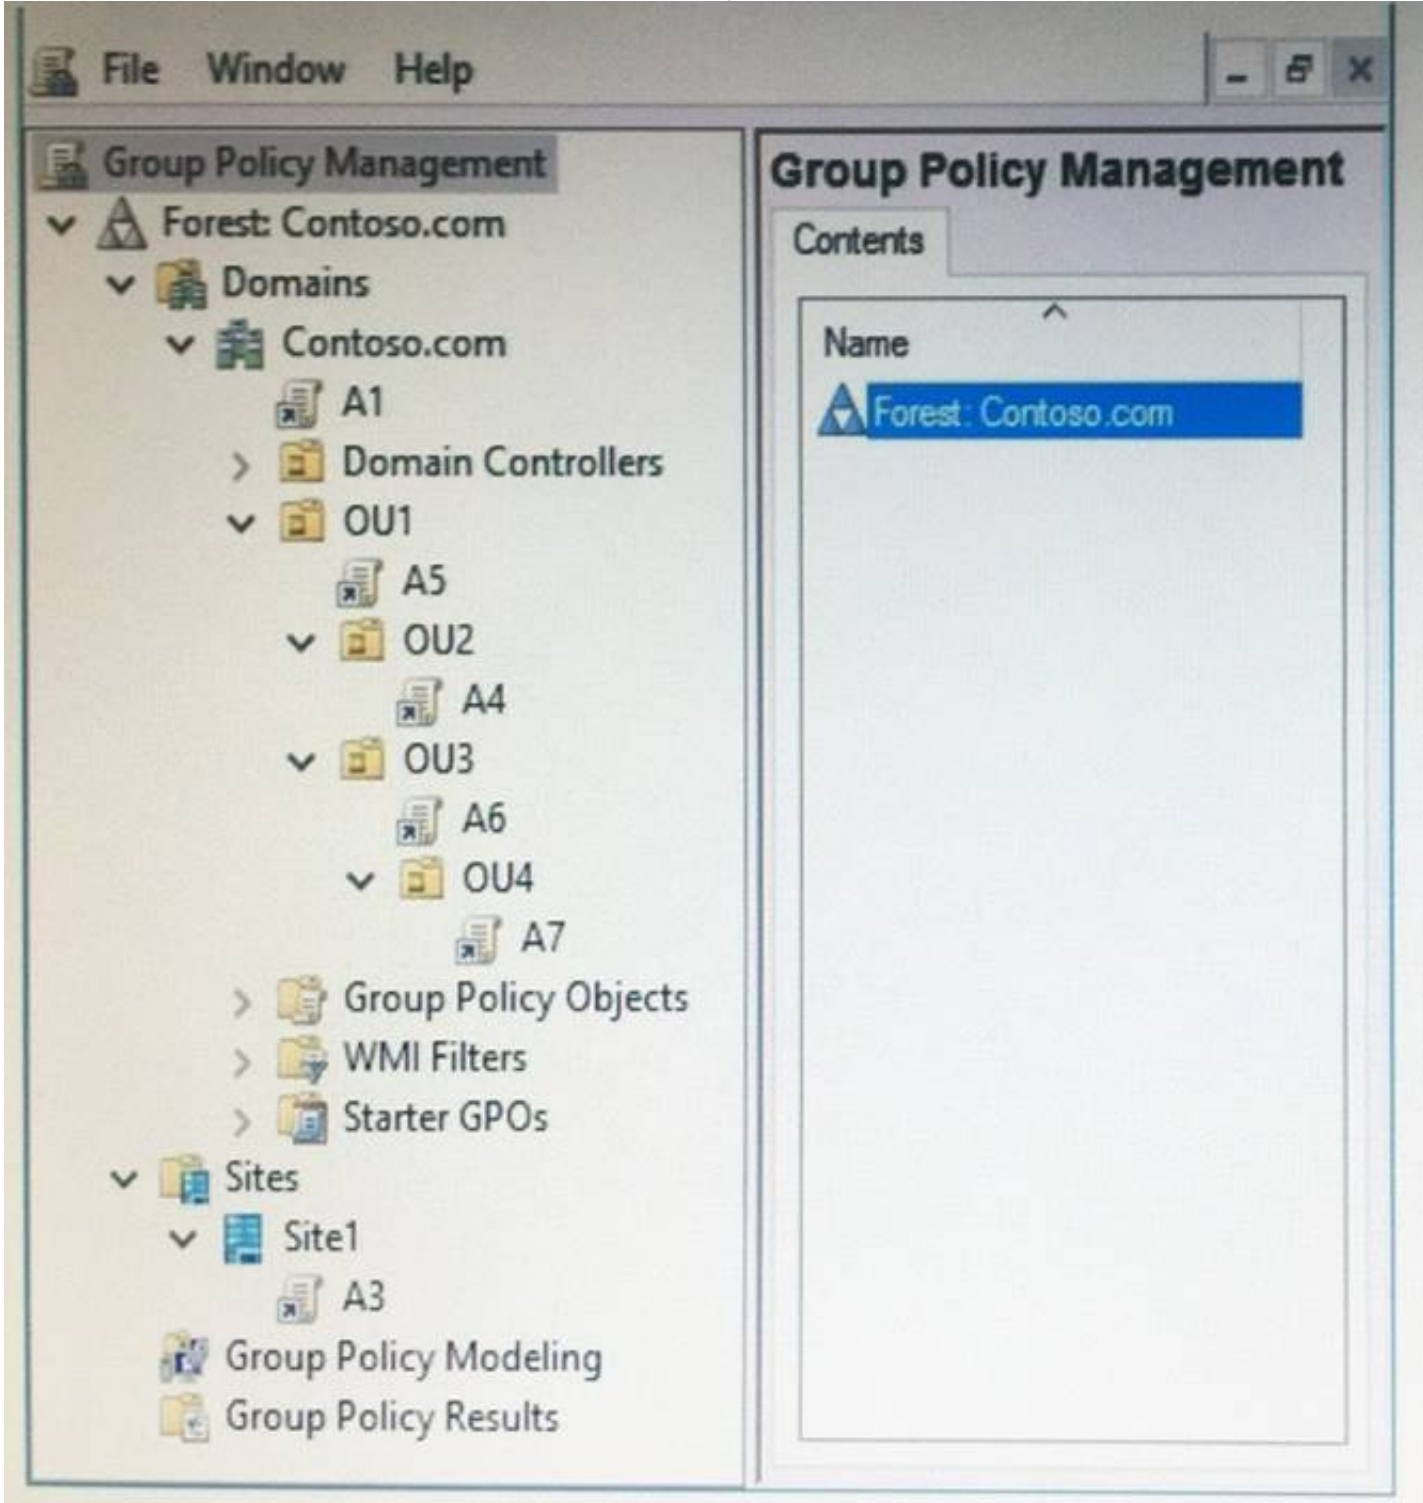 File Window Help
Group Policy Management
Forest: Contoso.com
Domains
Contoso.com
A1
Domain Controllers
OU1
A5
OU2
A4
OU3
A6
OU4
A7
Group Policy Objects
WMI Filters
Starter GPOs
Sites
Site1
A3
Group Policy Modeling
Group Policy Results
Group Policy Management
Contents
Name
Forest: Contoso.com